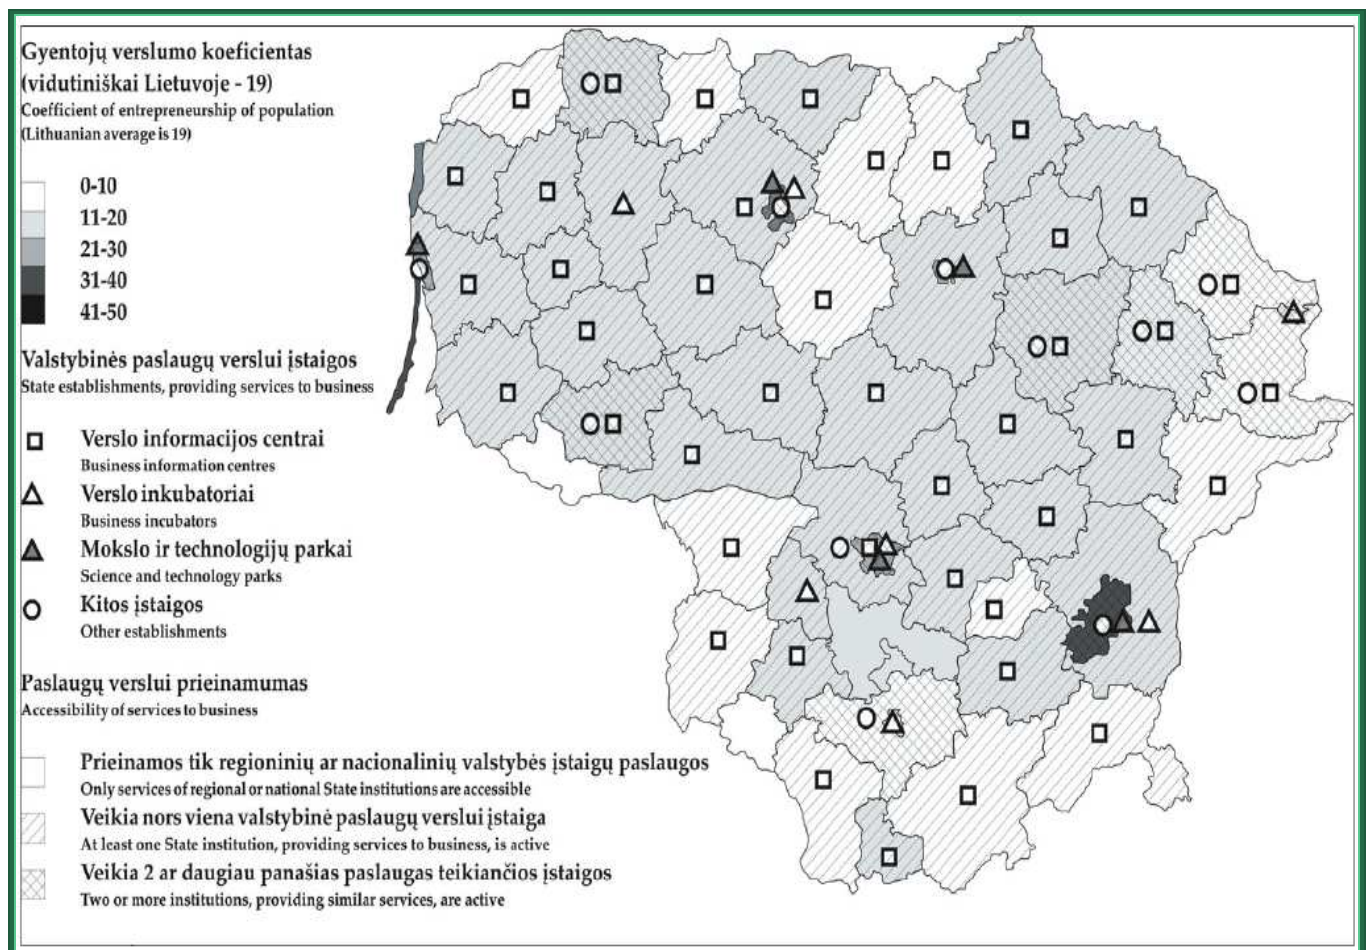 Gyentojų verslumo koeficientas
(vidutiniškai Lietuvoje - 19)
Coefficient of entrepreneurship of population
(Lithuanian average is 19)
0-10
11-20
21-30
31-40
41-50
Valstybinės paslaugų verslui įstaigos
State establishments, providing services to business
Verslo informacijos centrai
Business information centres
Verslo inkubatoriai
Business incubators
Mokslo ir technologijų parkai
Science and technology parks
Kitos įstaigos
Other establishments
Paslaugų verslui prieinamumas
Accessibility of services to business
Prieinamos tik regioninių ar nacionalinių valstybės įstaigų paslaugos
Only services of regional or national State institutions are accessible
Veikia nors viena valstybinė paslaugų verslui įstaiga
At least one State institution, providing services to business, is active
Veikia 2 ar daugiau panašias paslaugas teikiančios įstaigos
Two or more institutions, providing similar services, are active